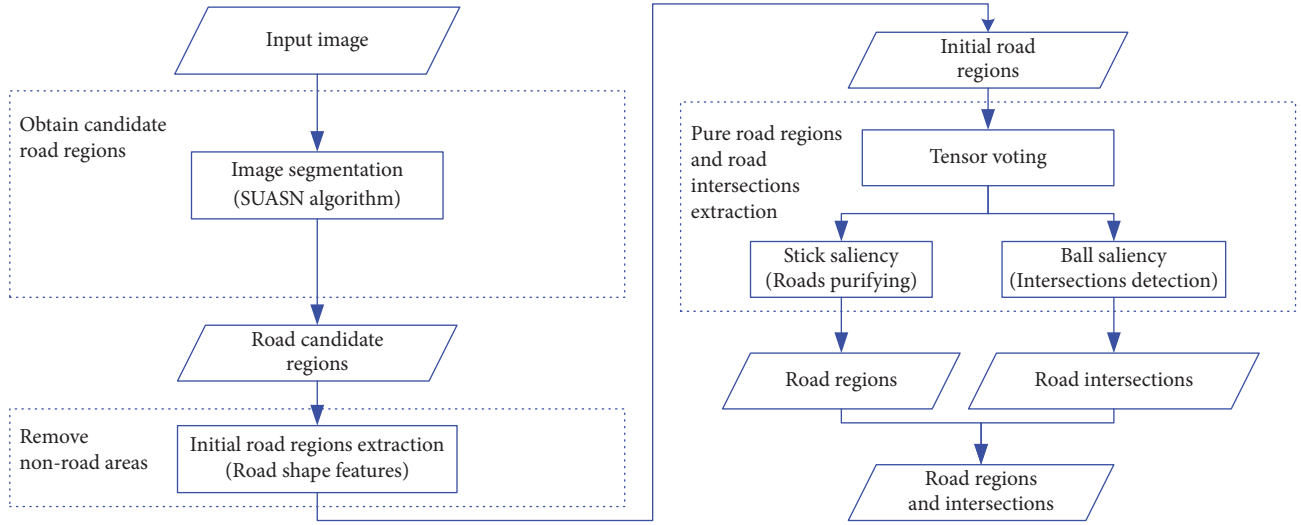 Input image
Obtain candidate
road regions
Image segmentation
(SUASN algorithm)
Road candidate
regions
Remove
non-road areas
Initial road regions extraction
(Road shape features)
Initial road
regions
Pure road regions
and road
intersections
extraction
Tensor voting
Stick saliency
(Roads purifying)
Ball saliency
(Intersections detection)
Road regions
Road intersections
Road regions
and intersections